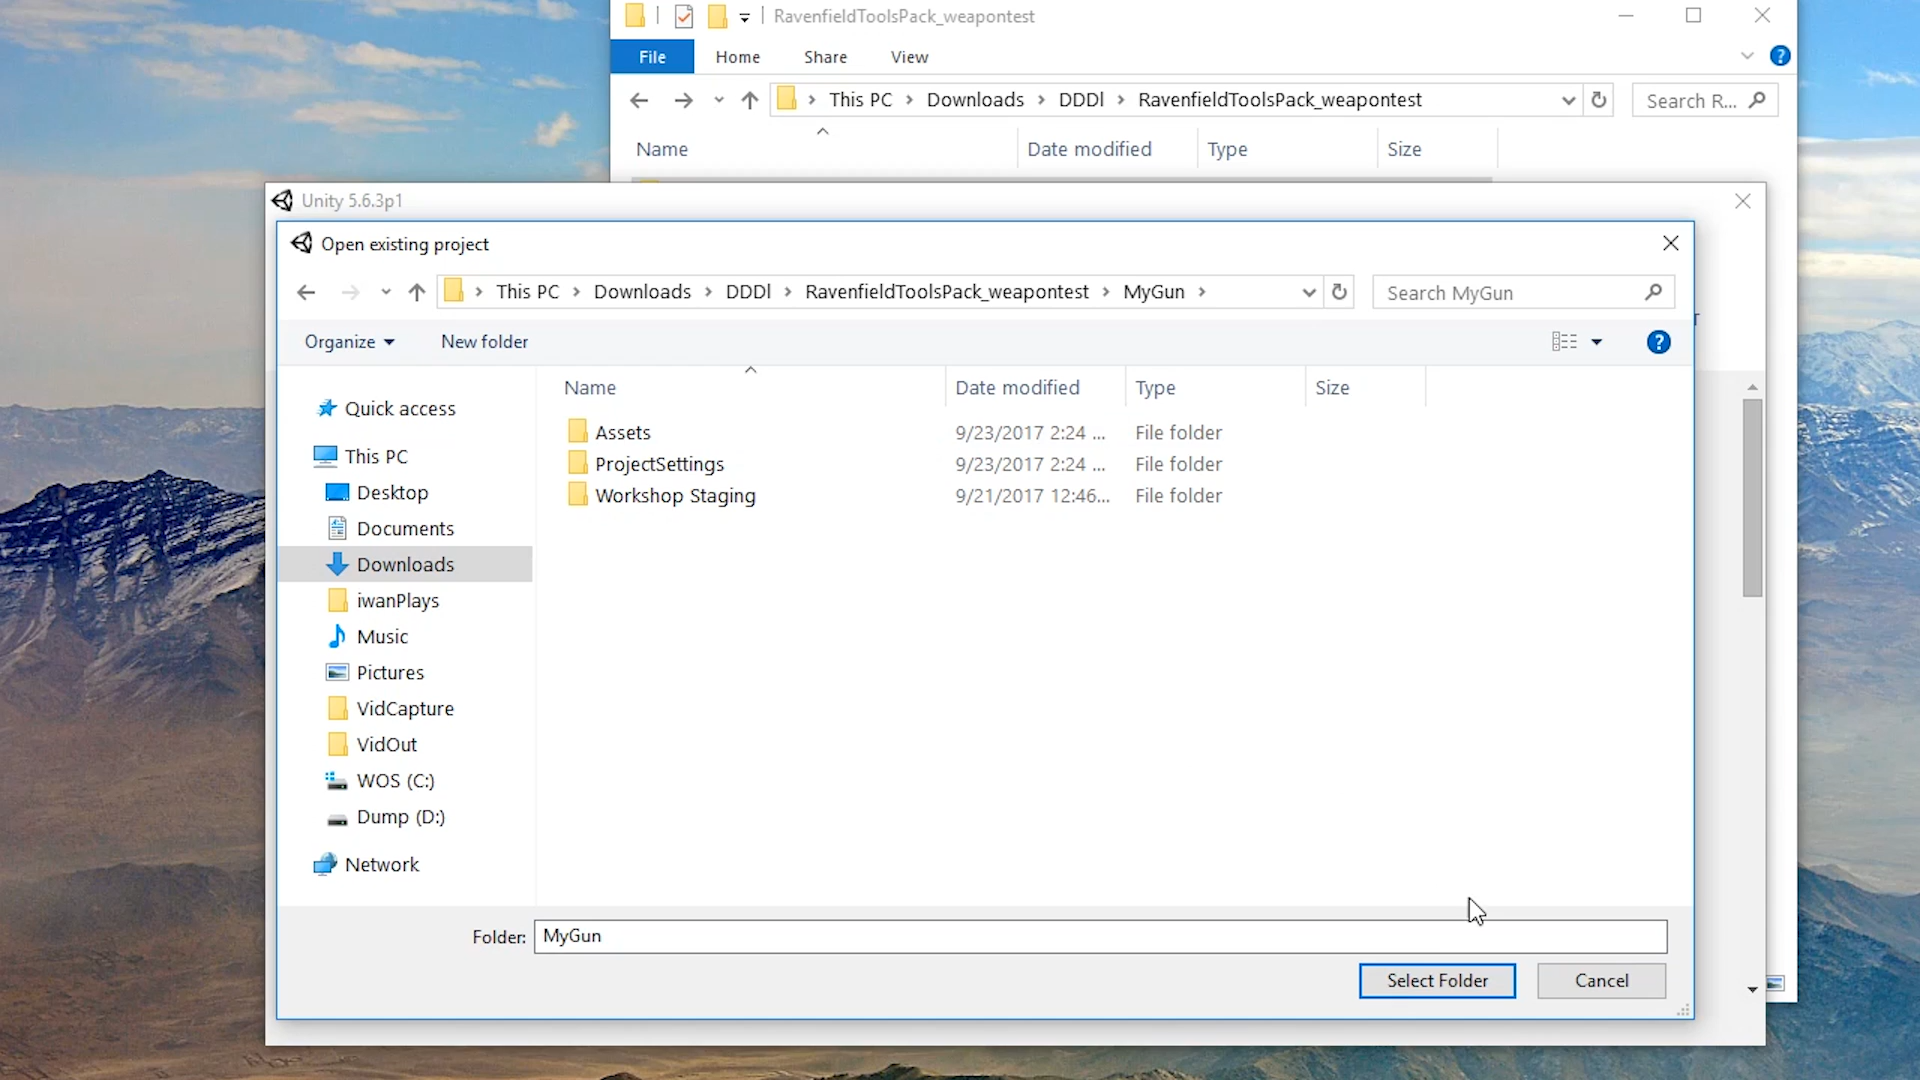 RavenfieldToolsPack_weapontest
File Home Share View
This PC Downloads DDDl RavenfieldToolsPack_weapontest Search R...
Name Date modified Type Size
Unity 5.6.3p1
Open existing project
This PC Downloads DDDl RavenfieldToolsPack_weapontest MyGun Search MyGun
Organize New folder
Name Date modified Type Size
Quick access
This PC
Desktop
Documents
Downloads
iwanPlays
Music
Pictures
VidCapture
VidOut
WOS (C:)
Dump (D:)
Network
Assets 9/23/2017 2:24 ... File folder
ProjectSettings 9/23/2017 2:24 ... File folder
Workshop Staging 9/21/2017 12:46... File folder
Folder: MyGun
Select Folder Cancel